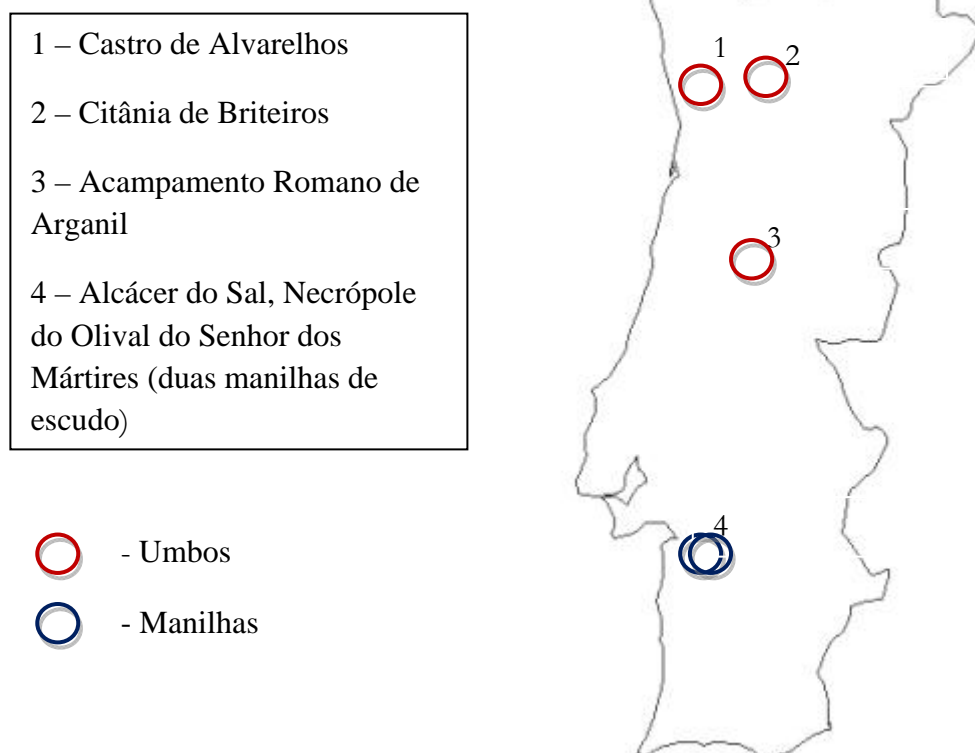 1 – Castro de Alvarelhos
2 – Citânia de Briteiros
3 – Acampamento Romano de
Arganil
4 – Alcácer do Sal, Necrópole
do Olival do Senhor dos
Mártires (duas manilhas de
escudo)
- Umbos
- Manilhas
1
2
3
4